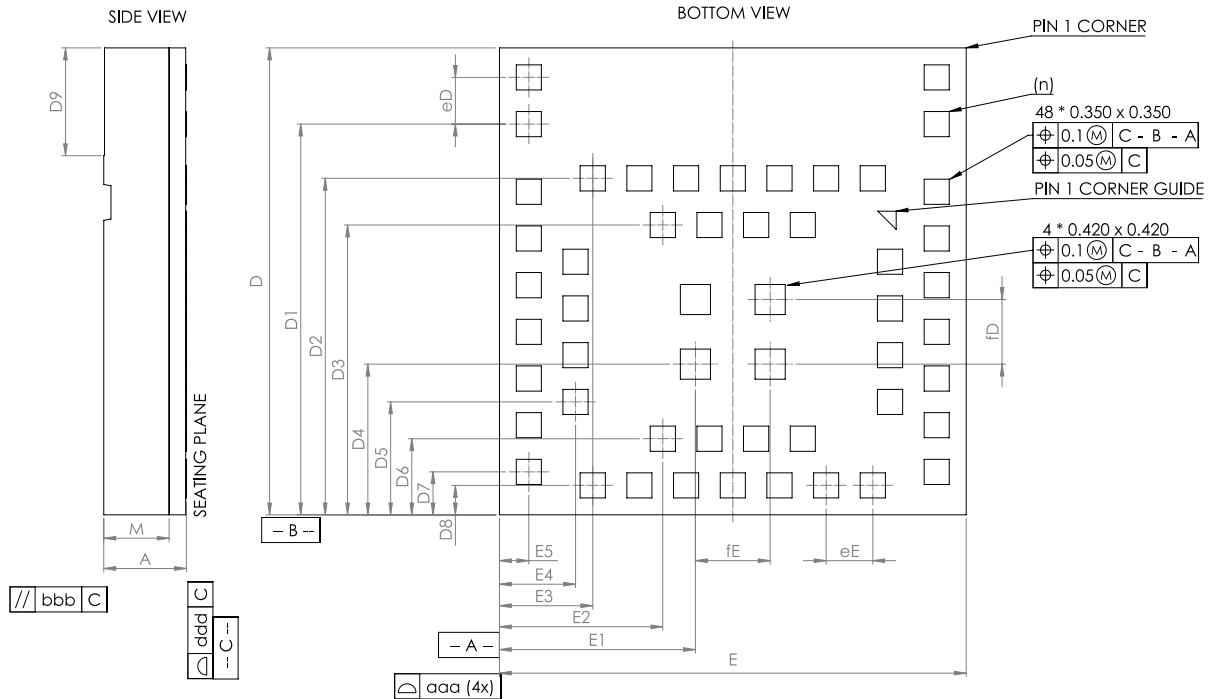 SIDE VIEW
BOTTOM VIEW
PIN 1 CORNER
(n)
48 * 0.350 x 0.350
⌖ 0.1 Ⓜ C - B - A
⌖ 0.05 Ⓜ C
PIN 1 CORNER GUIDE
4 * 0.420 x 0.420
⌖ 0.1 Ⓜ C - B - A
⌖ 0.05 Ⓜ C
D9
SEATING PLANE
M
A
// bbb C
⌓ ddd C
-- C --
D
D1
eD
D2
D3
D4
D5
D6
D7
D8
fD
-- B --
E5
fE
eE
E4
E3
E2
E1
E
-- A --
⌓ aaa (4x)